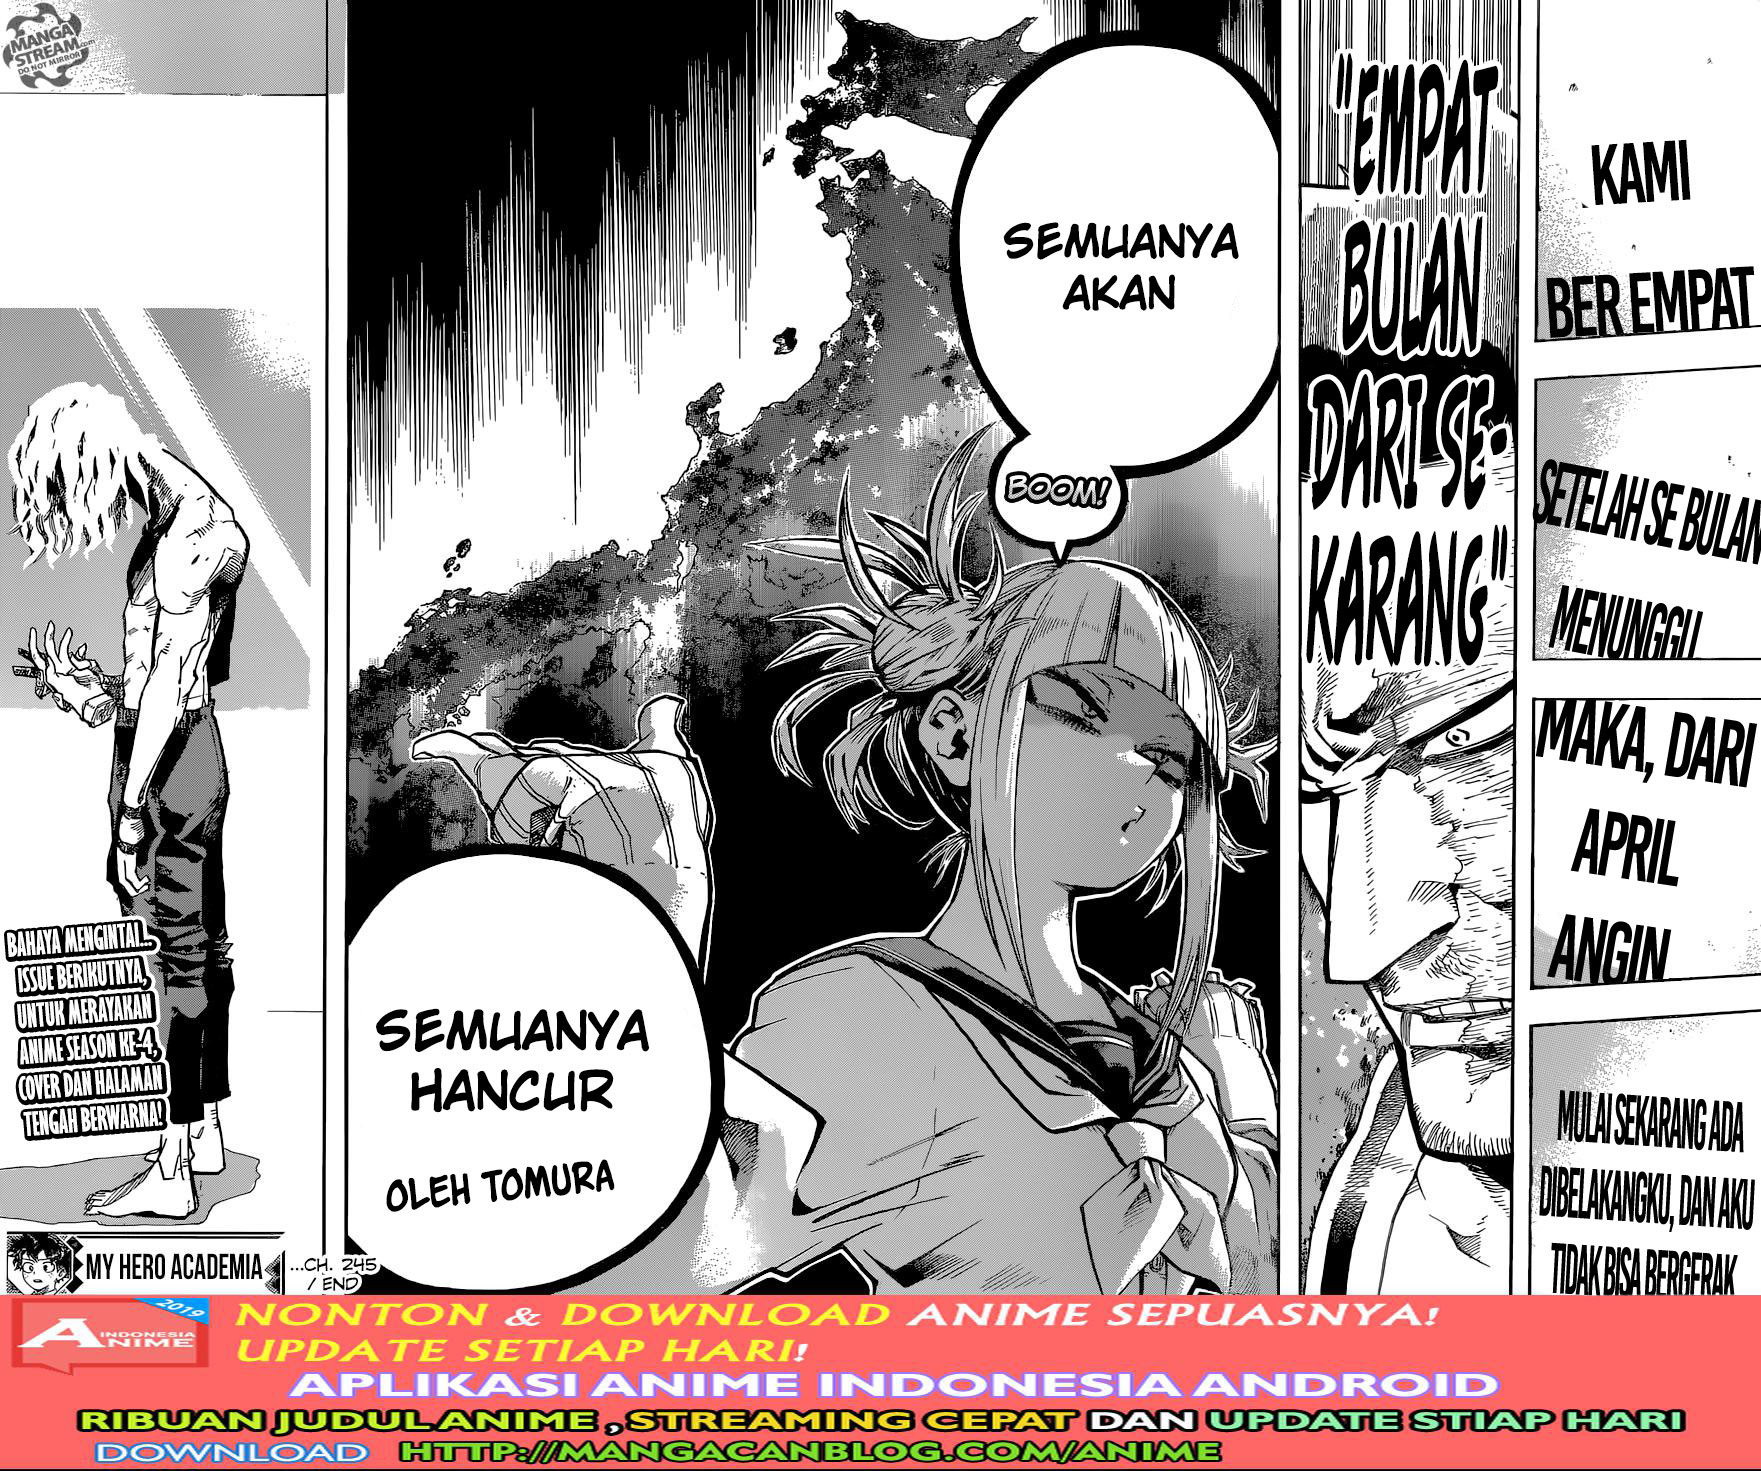 MANGA
STREAM.com
DO NOT MIRROR
KAMI
BER EMPAT
SETELAH SE BULAN
MENUNGGU
MAKA, DARI
APRIL
ANGIN
MULAI SEKARANG ADA
DIBELAKANGKU, DAN AKU
TIDAK BISA BERGERAK
"EMPAT
BULAN
DARI SE-
KARANG"
SEMUANYA
AKAN
BOOM!
SEMUANYA
HANCUR
OLEH TOMURA
BAHAYA MENGINTAI...
ISSUE BERIKUTNYA,
UNTUK MERAYAKAN
ANIME SEASON KE-4,
COVER DAN HALAMAN
TENGAH BERWARNA!
MY HERO ACADEMIA
...CH. 245
/ END
2019
INDONESIA
ANIME
NONTON & DOWNLOAD ANIME SEPUASNYA!
UPDATE SETIAP HARI!
APLIKASI ANIME INDONESIA ANDROID
RIBUAN JUDUL ANIME , STREAMING CEPAT DAN UPDATE STIAP HARI
DOWNLOAD HTTP://MANGACANBLOG.COM/ANIME